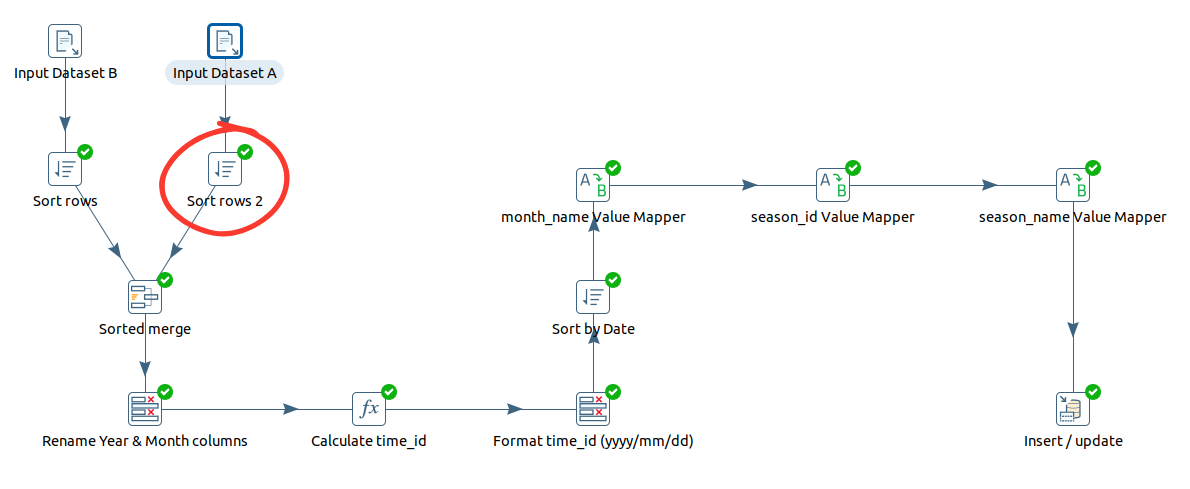 Input Dataset B
Input Dataset A
Sort rows
Sort rows 2
month_name Value Mapper
season_id Value Mapper
season_name Value Mapper
Sorted merge
Sort by Date
Rename Year & Month columns
fx
Calculate time_id
Format time_id (yyyy/mm/dd)
Insert / update
A
B
A
B
A
B